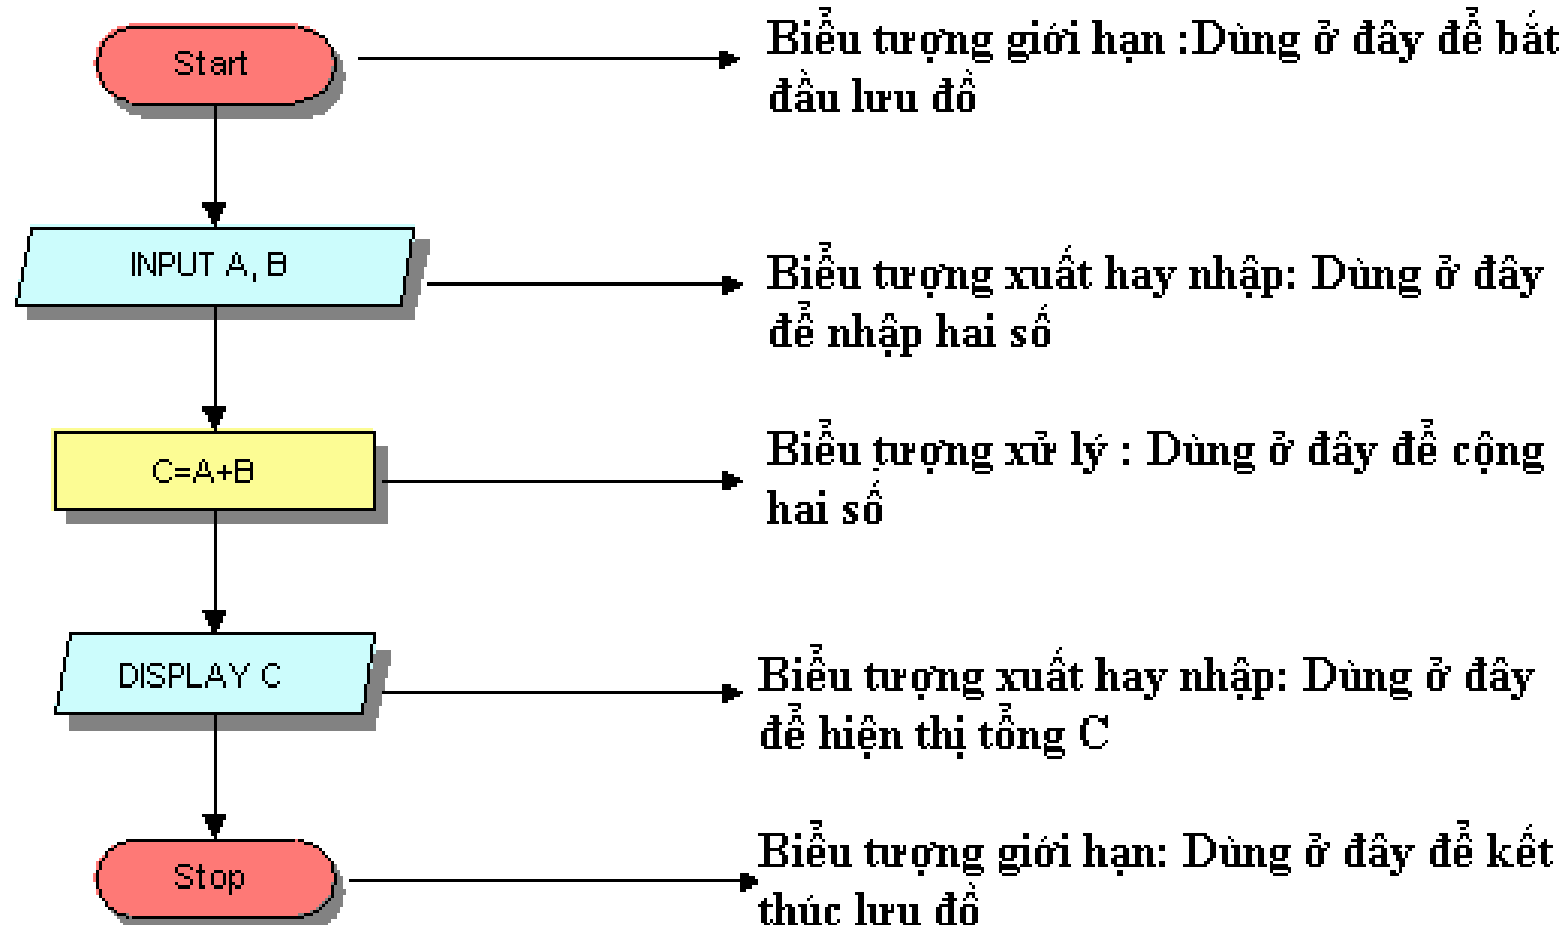 Start
Biểu tượng giới hạn :Dùng ở đây để bắt
đầu lưu đồ
INPUT A, B
Biểu tượng xuất hay nhập: Dùng ở đây
để nhập hai số
C=A+B
Biểu tượng xử lý : Dùng ở đây để cộng
hai số
DISPLAY C
Biểu tượng xuất hay nhập: Dùng ở đây
để hiện thị tổng C
Stop
Biểu tượng giới hạn: Dùng ở đây để kết
thúc lưu đồ